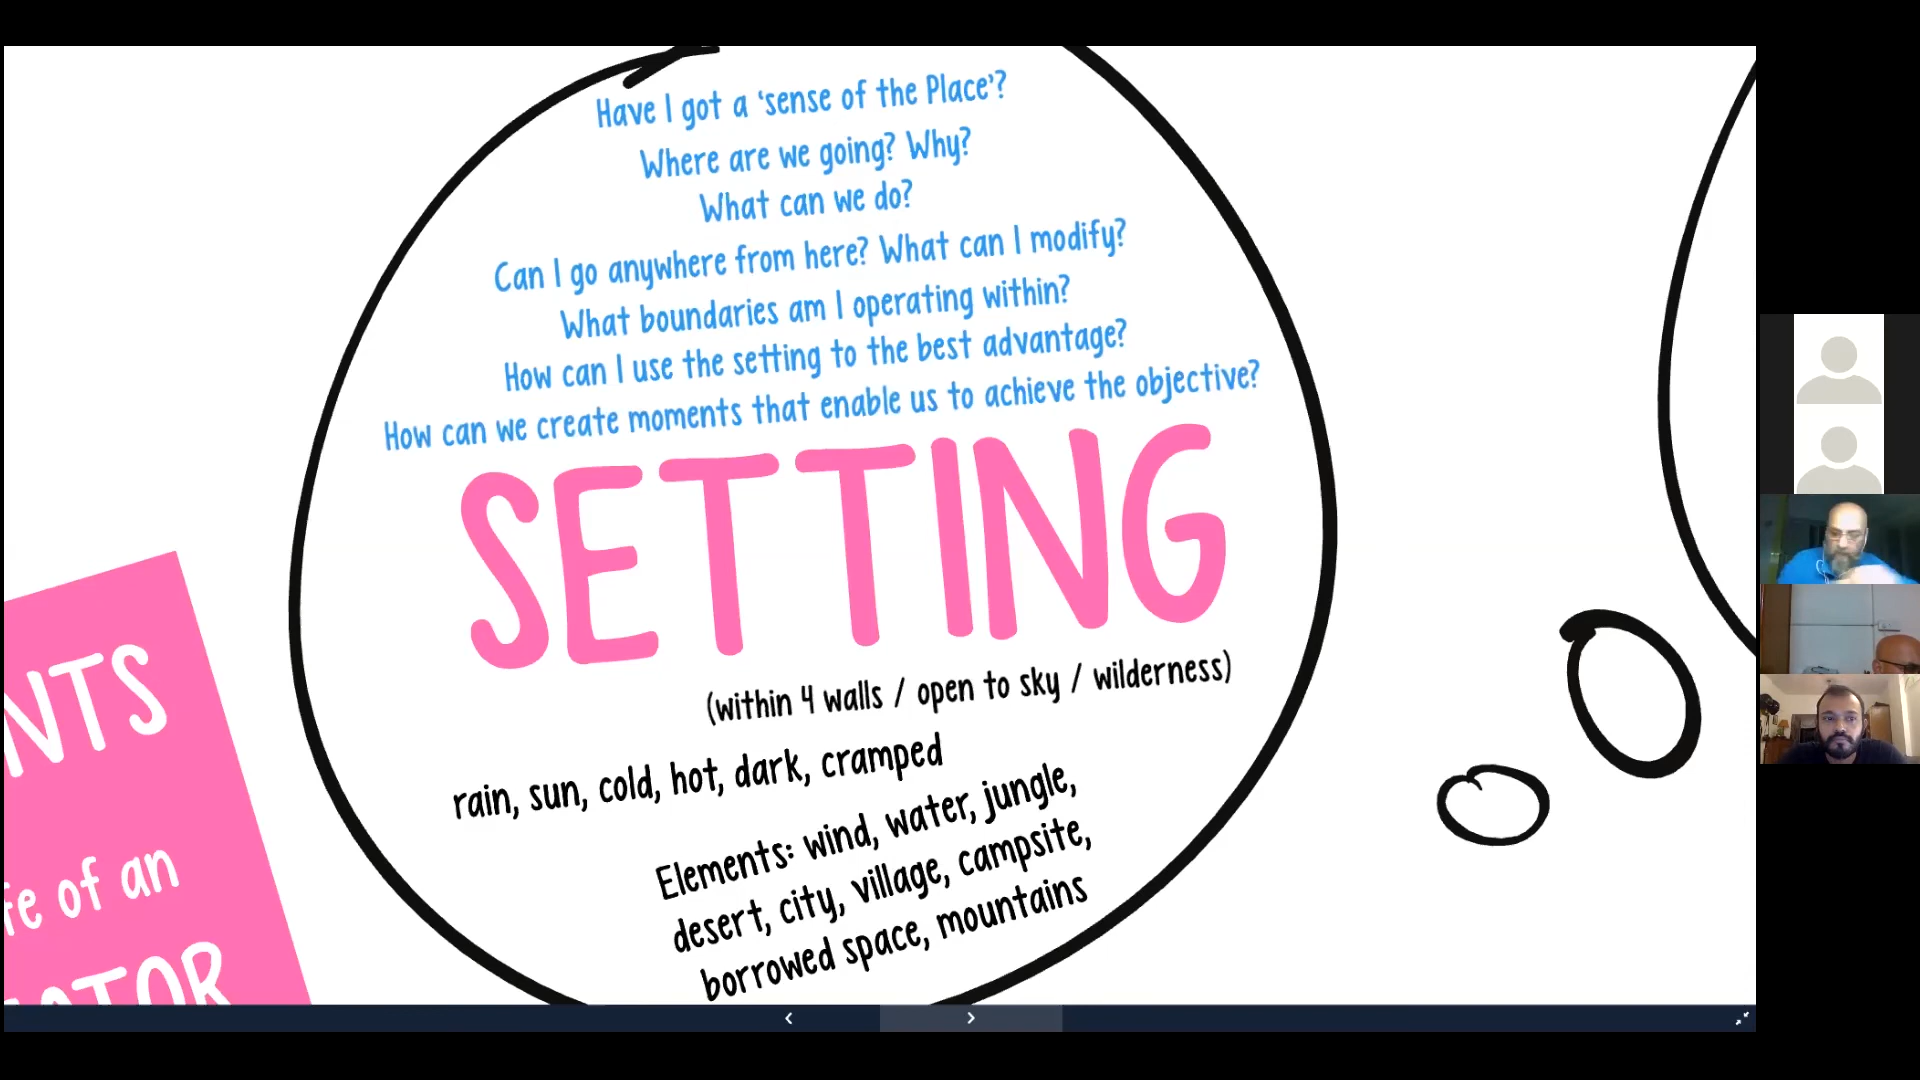 Have I got a ‘sense of the Place’?
Where are we going? Why?
What can we do?
Can I go anywhere from here? What can I modify?
What boundaries am I operating within?
How can I use the setting to the best advantage?
How can we create moments that enable us to achieve the objective?
SETTING
(within 4 walls / open to sky / wilderness)
rain, sun, cold, hot, dark, cramped
Elements: wind, water, jungle,
desert, city, village, campsite,
borrowed space, mountains
NTS
fe of an
TOR